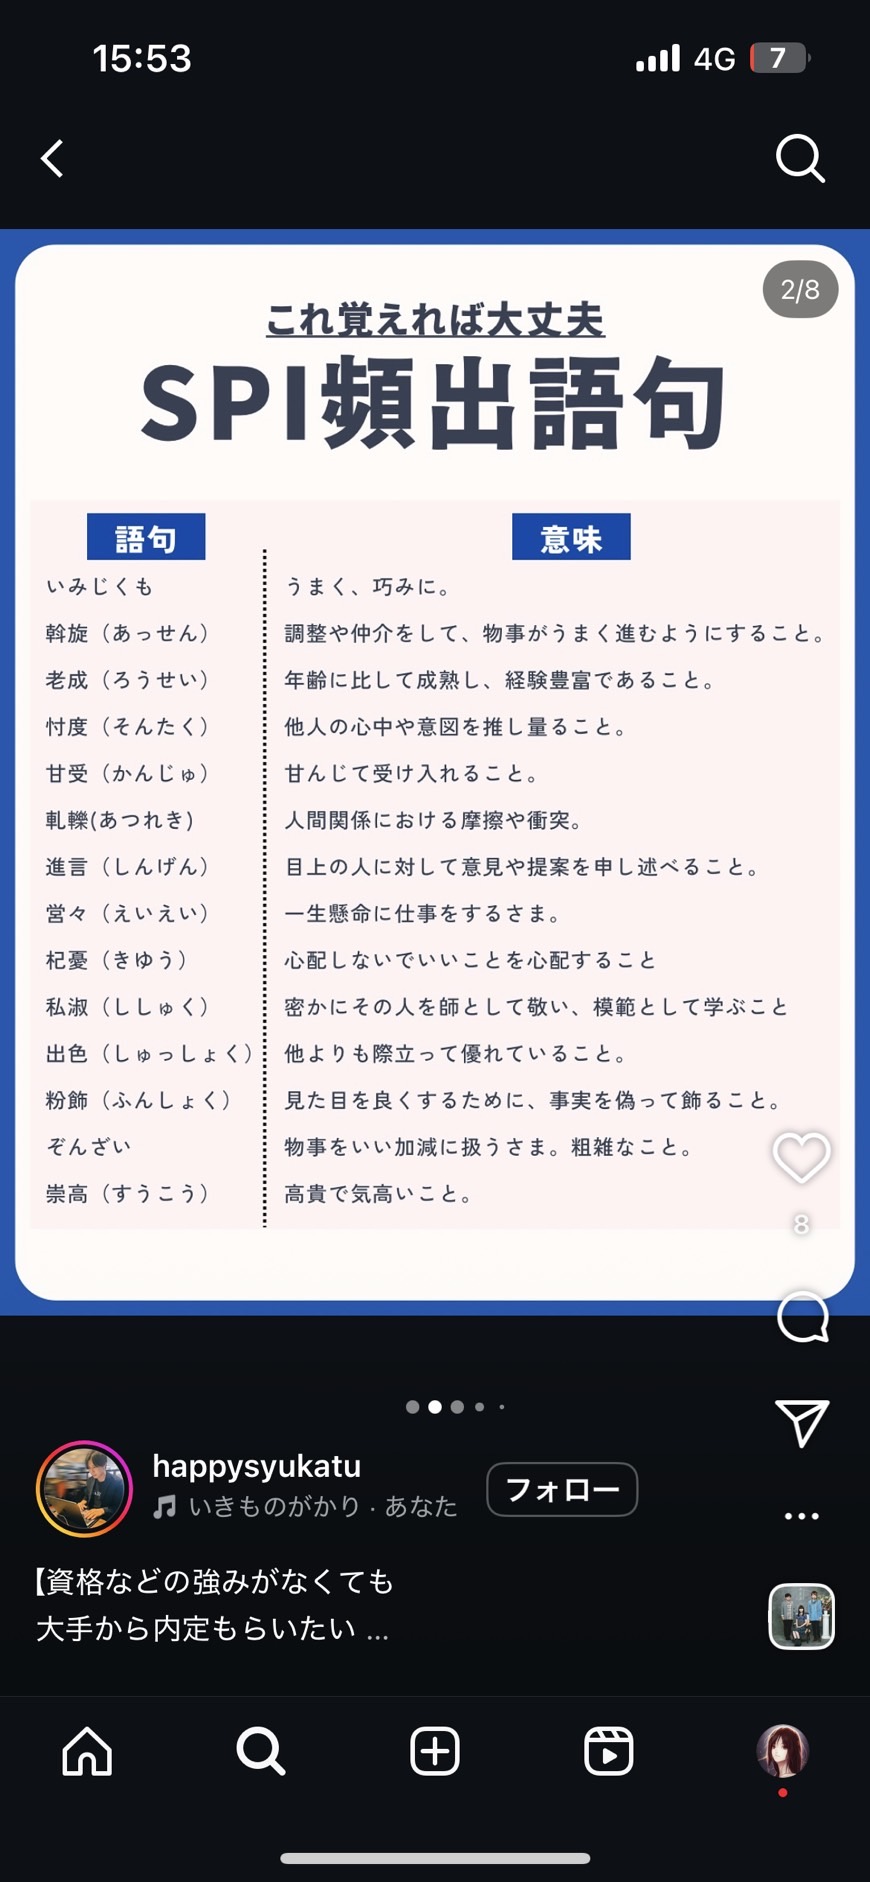 15:53
4G 7
2/8
これ覚えれば大丈夫
SPI頻出語句
語句 意味
いみじくも うまく、巧みに。
斡旋（あっせん） 調整や仲介をして、物事がうまく進むようにすること。
老成（ろうせい） 年齢に比して成熟し、経験豊富であること。
忖度（そんたく） 他人の心中や意図を推し量ること。
甘受（かんじゅ） 甘んじて受け入れること。
軋轢(あつれき) 人間関係における摩擦や衝突。
進言（しんげん） 目上の人に対して意見や提案を申し述べること。
営々（えいえい） 一生懸命に仕事をするさま。
杞憂（きゆう） 心配しないでいいことを心配すること
私淑（ししゅく） 密かにその人を師として敬い、模範として学ぶこと
出色（しゅっしょく） 他よりも際立って優れていること。
粉飾（ふんしょく） 見た目を良くするために、事実を偽って飾ること。
ぞんざい 物事をいい加減に扱うさま。粗雑なこと。
崇高（すうこう） 高貴で気高いこと。
8
happysyukatu
いきものがかり · あなた
フォロー
【資格などの強みがなくても
大手から内定もらいたい ...